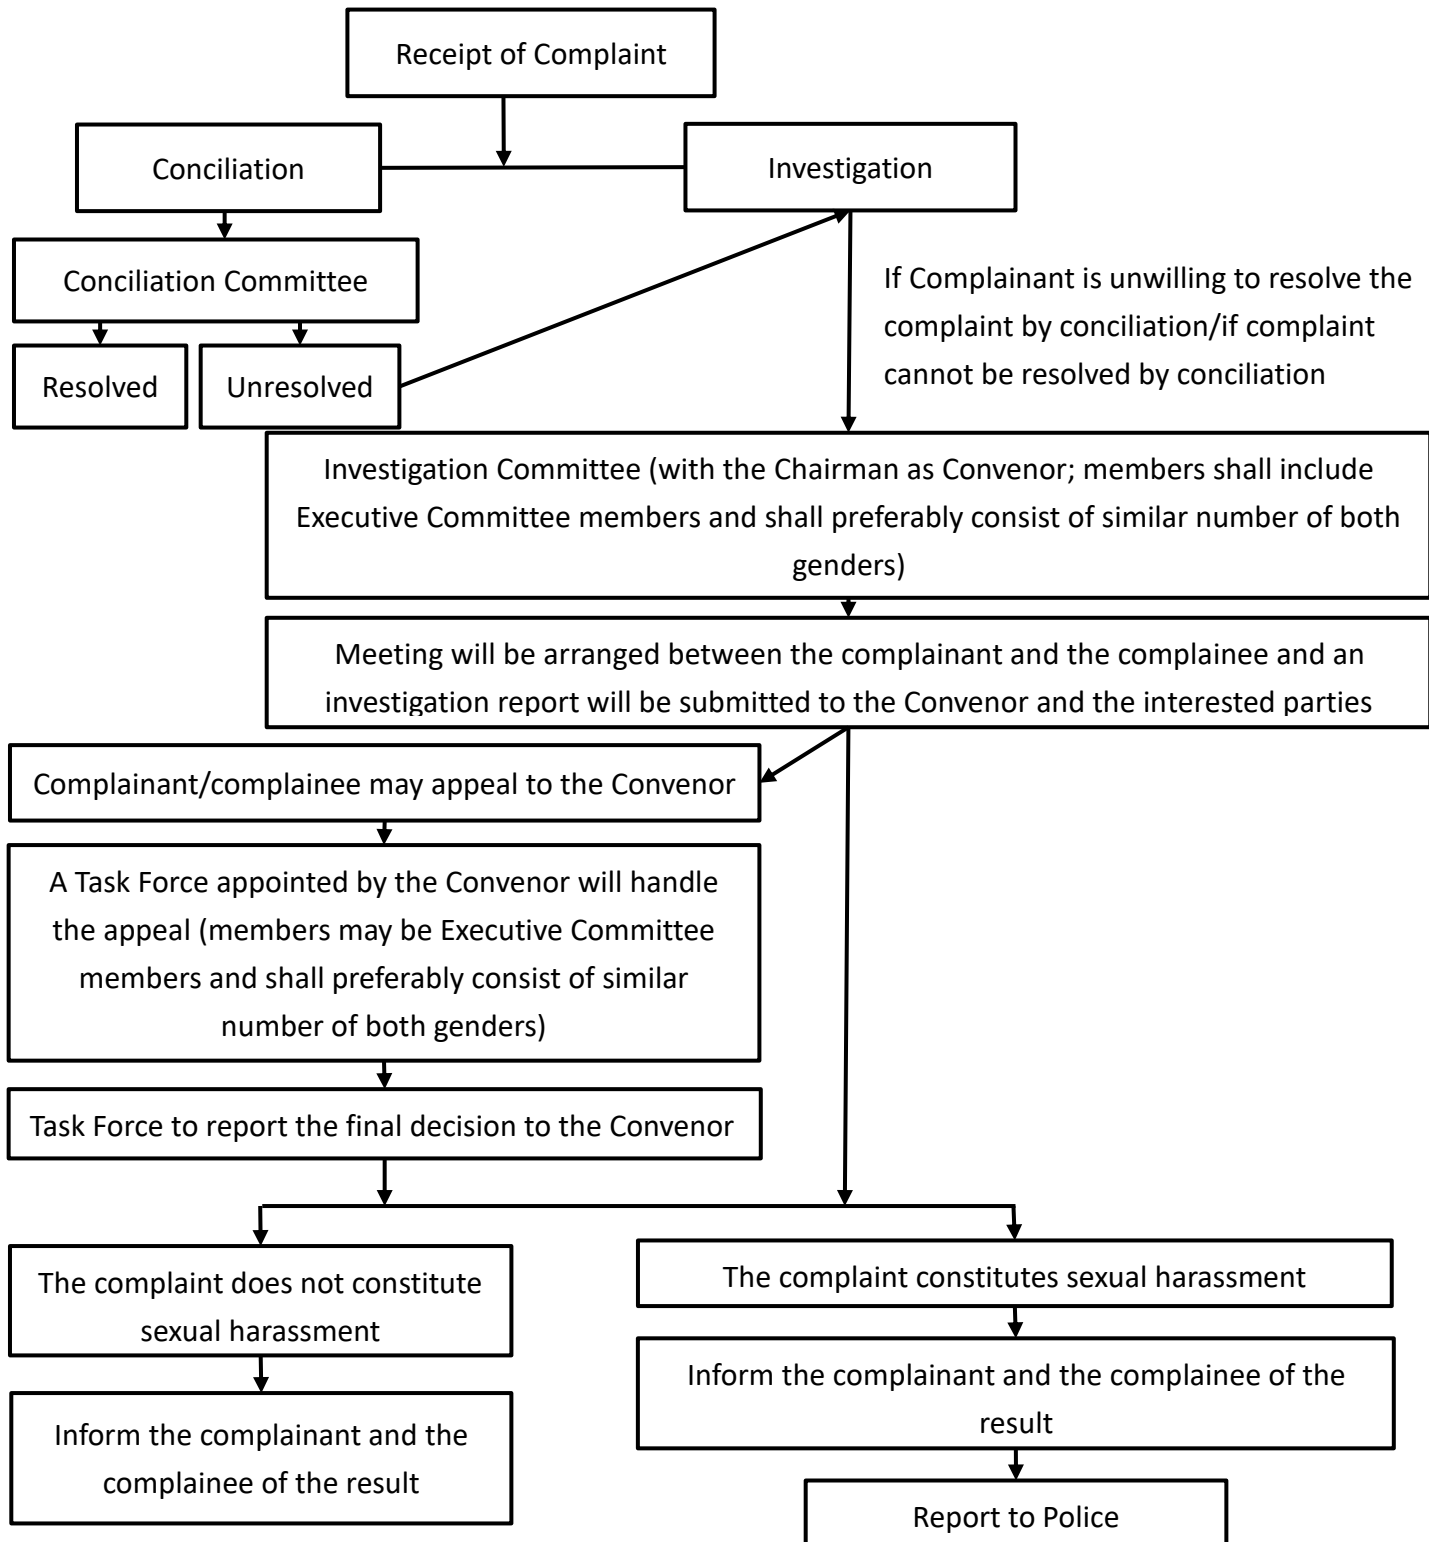 Receipt of Complaint
Conciliation
Investigation
Conciliation Committee
If Complainant is unwilling to resolve the
complaint by conciliation/if complaint
cannot be resolved by conciliation
Resolved
Unresolved
Investigation Committee (with the Chairman as Convenor; members shall include
Executive Committee members and shall preferably consist of similar number of both
genders)
Meeting will be arranged between the complainant and the complainee and an
investigation report will be submitted to the Convenor and the interested parties
Complainant/complainee may appeal to the Convenor
A Task Force appointed by the Convenor will handle
the appeal (members may be Executive Committee
members and shall preferably consist of similar
number of both genders)
Task Force to report the final decision to the Convenor
The complaint does not constitute
sexual harassment
The complaint constitutes sexual harassment
Inform the complainant and the complainee of the
result
Inform the complainant and the
complainee of the result
Report to Police